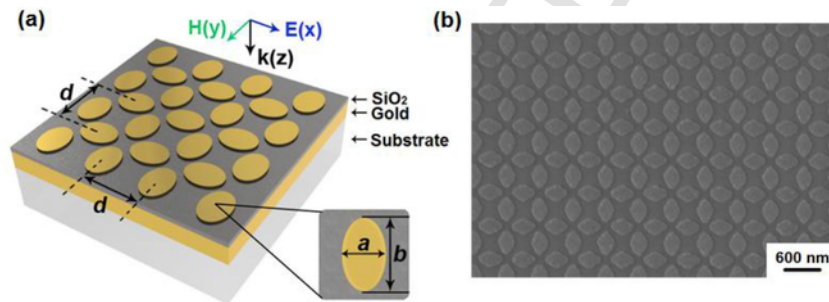 (a)
H(y)
E(x)
k(z)
d
SiO₂
Gold
Substrate
d
a
b
(b)
600 nm